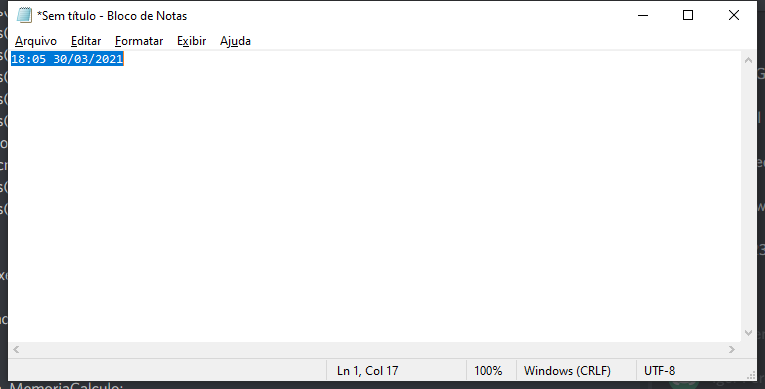 *Sem título - Bloco de Notas
Arquivo Editar Formatar Exibir Ajuda
18:05 30/03/2021
Ln 1, Col 17 100% Windows (CRLF) UTF-8
MemoriaCalculo: